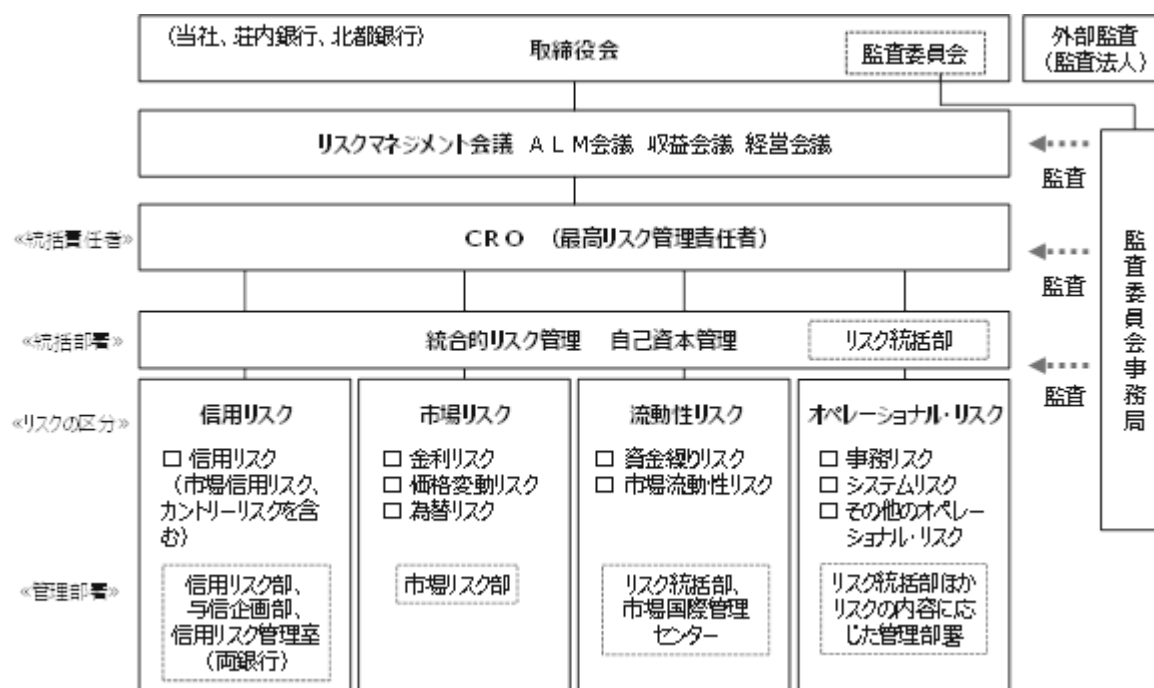 (当社、荘内銀行、北都銀行)
取締役会
監査委員会
外部監査
(監査法人)
リスクマネジメント会議 ALM会議 収益会議 経営会議
監査
≪統括責任者≫
CRO (最高リスク管理責任者)
監査
監査委員会事務局
≪統括部署≫
統合的リスク管理 自己資本管理
リスク統括部
監査
≪リスクの区分≫
信用リスク
□ 信用リスク
(市場信用リスク、
カントリーリスクを含
む)
市場リスク
□ 金利リスク
□ 価格変動リスク
□ 為替リスク
流動性リスク
□ 資金繰りリスク
□ 市場流動性リスク
オペレーショナル・リスク
□ 事務リスク
□ システムリスク
□ その他のオペレー
ショナル・リスク
≪管理部署≫
信用リスク部、
与信企画部、
信用リスク管理室
(両銀行)
市場リスク部
リスク統括部、
市場国際管理
センター
リスク統括部ほか
リスクの内容に応
じた管理部署